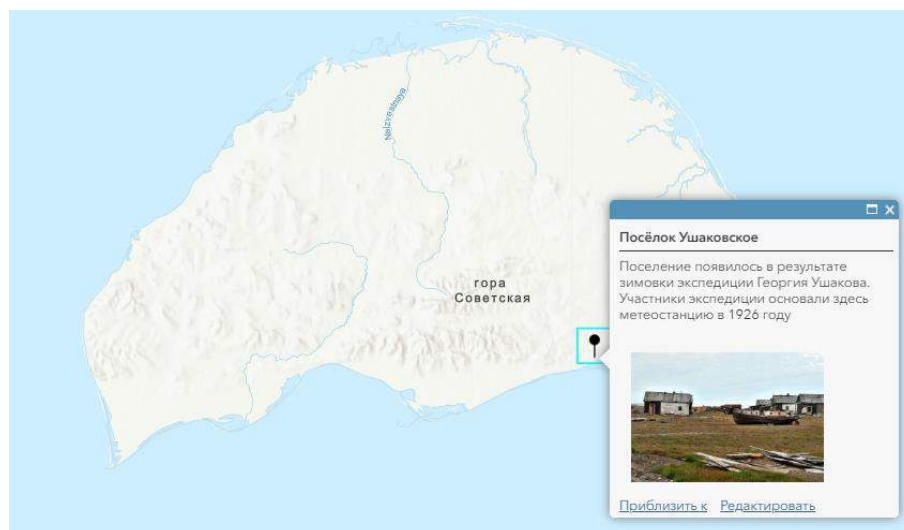 Neizvestnaya
гора
Советская
Посёлок Ушаковское
Поселение появилось в результате
зимовки экспедиции Георгия Ушакова.
Участники экспедиции основали здесь
метеостанцию в 1926 году
Приблизить к Редактировать